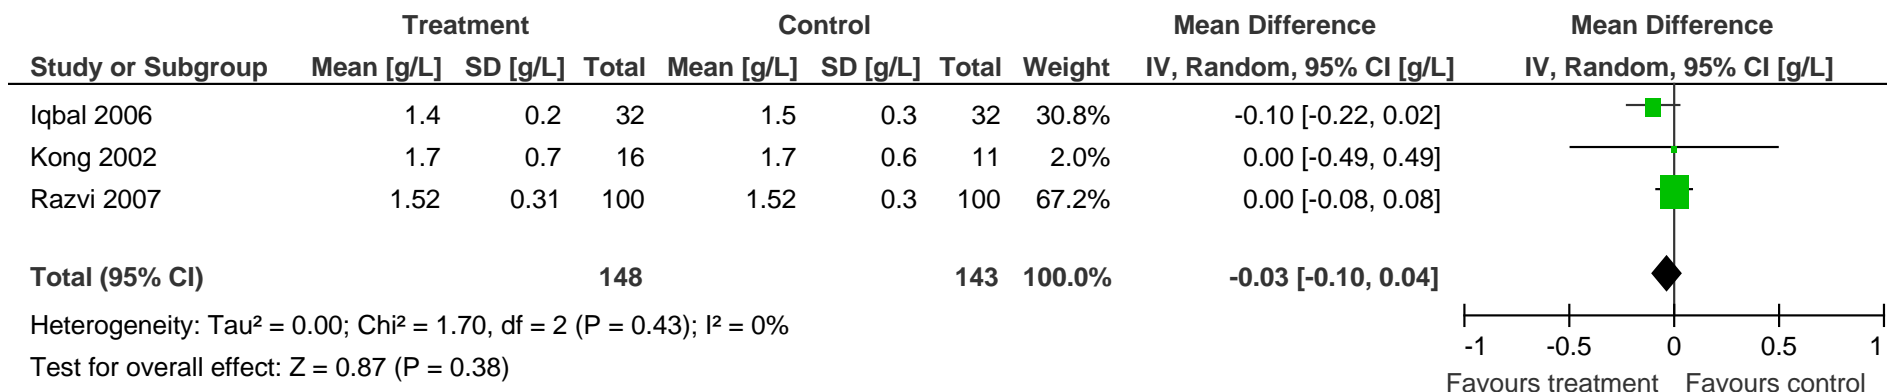 Treatment Control Mean Difference Mean Difference
Study or Subgroup Mean [g/L] SD [g/L] Total Mean [g/L] SD [g/L] Total Weight IV, Random, 95% CI [g/L] IV, Random, 95% CI [g/L]
Iqbal 2006 1.4 0.2 32 1.5 0.3 32 30.8% -0.10 [-0.22, 0.02]
Kong 2002 1.7 0.7 16 1.7 0.6 11 2.0% 0.00 [-0.49, 0.49]
Razvi 2007 1.52 0.31 100 1.52 0.3 100 67.2% 0.00 [-0.08, 0.08]
Total (95% CI) 148 143 100.0% -0.03 [-0.10, 0.04]
Heterogeneity: Tau² = 0.00; Chi² = 1.70, df = 2 (P = 0.43); I² = 0%
Test for overall effect: Z = 0.87 (P = 0.38)
-1 -0.5 0 0.5 1
Favours treatment Favours control